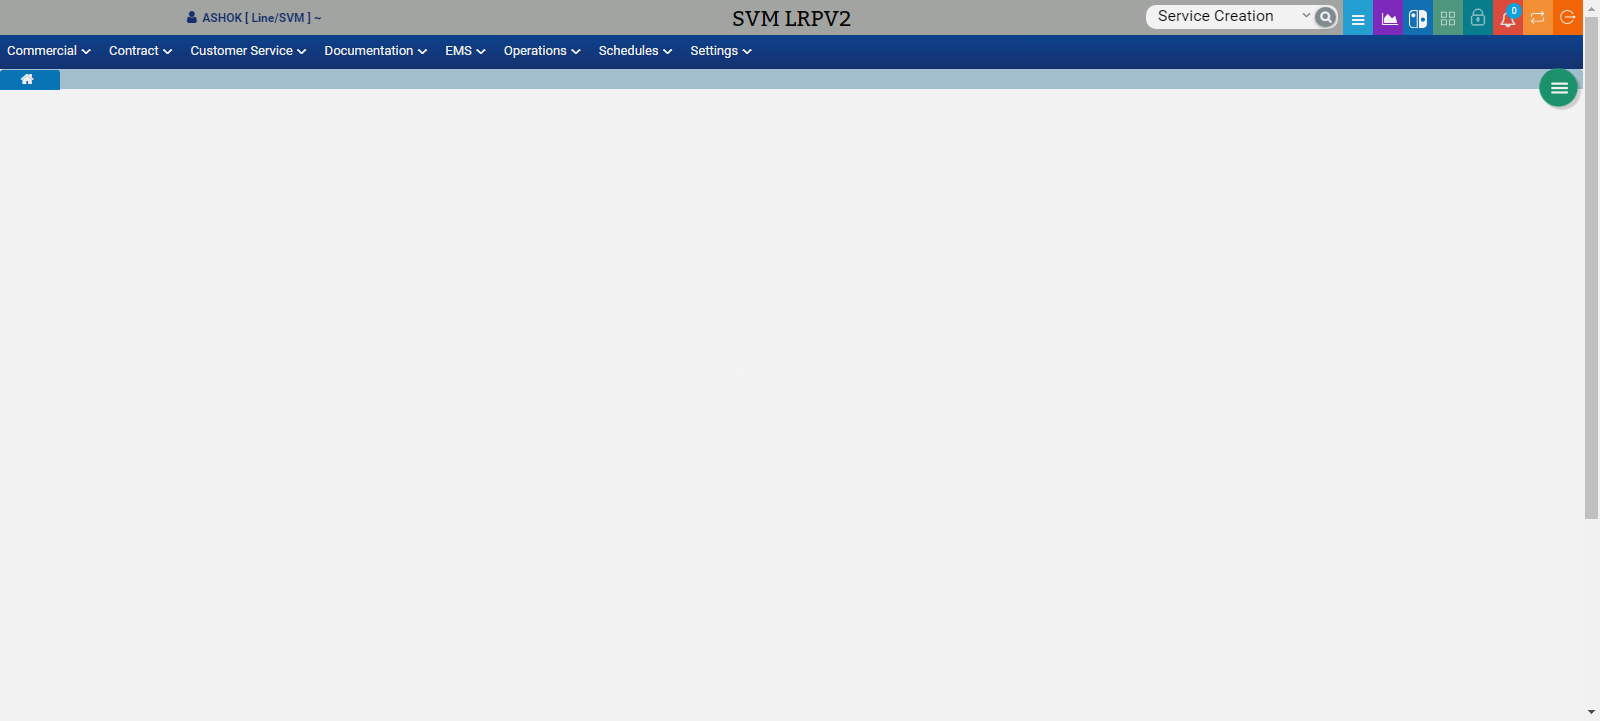 ASHOK [ Line/SVM ] ~
SVM LRPV2
Service Creation
0
Commercial Contract Customer Service Documentation EMS Operations Schedules Settings